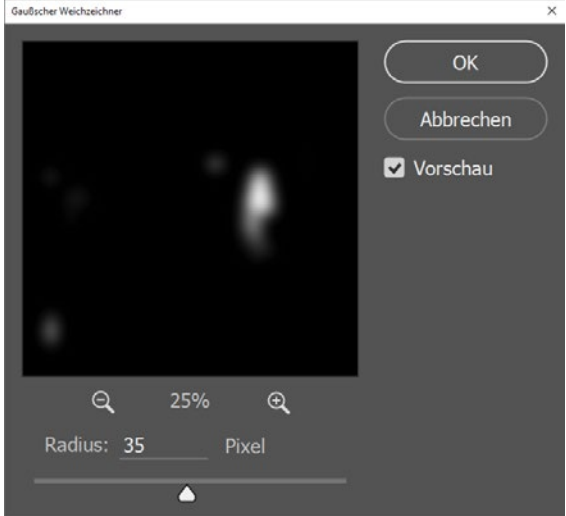 Gaußscher Weichzeichner
OK
Abbrechen
Vorschau
25%
Radius: 35 Pixel